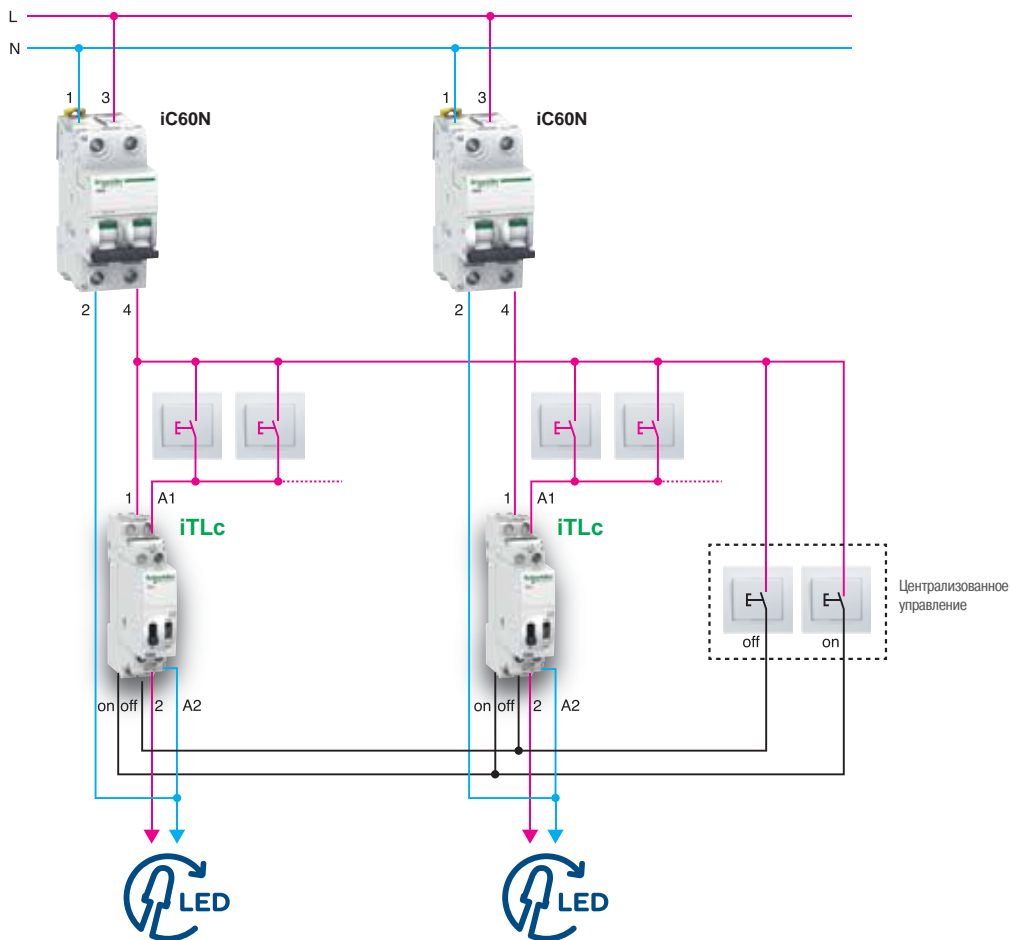 L
N
1 3
iC60N
1 3
iC60N
2 4
2 4
1 A1
iTLc
1 A1
iTLc
Централизованное
управление
off on
on off 2 A2
on off 2 A2
LED
LED